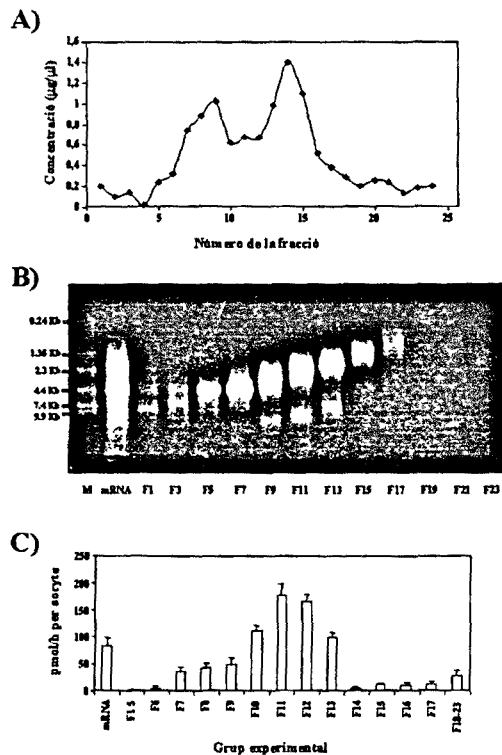 A)
Concentració (µg/µl)
1,6
1,4
1,2
1
0,8
0,6
0,4
0,2
0
0 5 10 15 20 25
Número de la fracció
B)
0.24 Kb
1.35 Kb
2.3 Kb
4.4 Kb
7.4 Kb
9.9 Kb
M mRNA F1 F3 F5 F7 F9 F11 F13 F15 F17 F19 F21 F23
C)
pmol/h per oocyte
250
200
150
100
50
0
mRNA F1-5 F6 F7 F8 F9 F10 F11 F12 F13 F14 F15 F16 F17 F18-23
Grup experimental